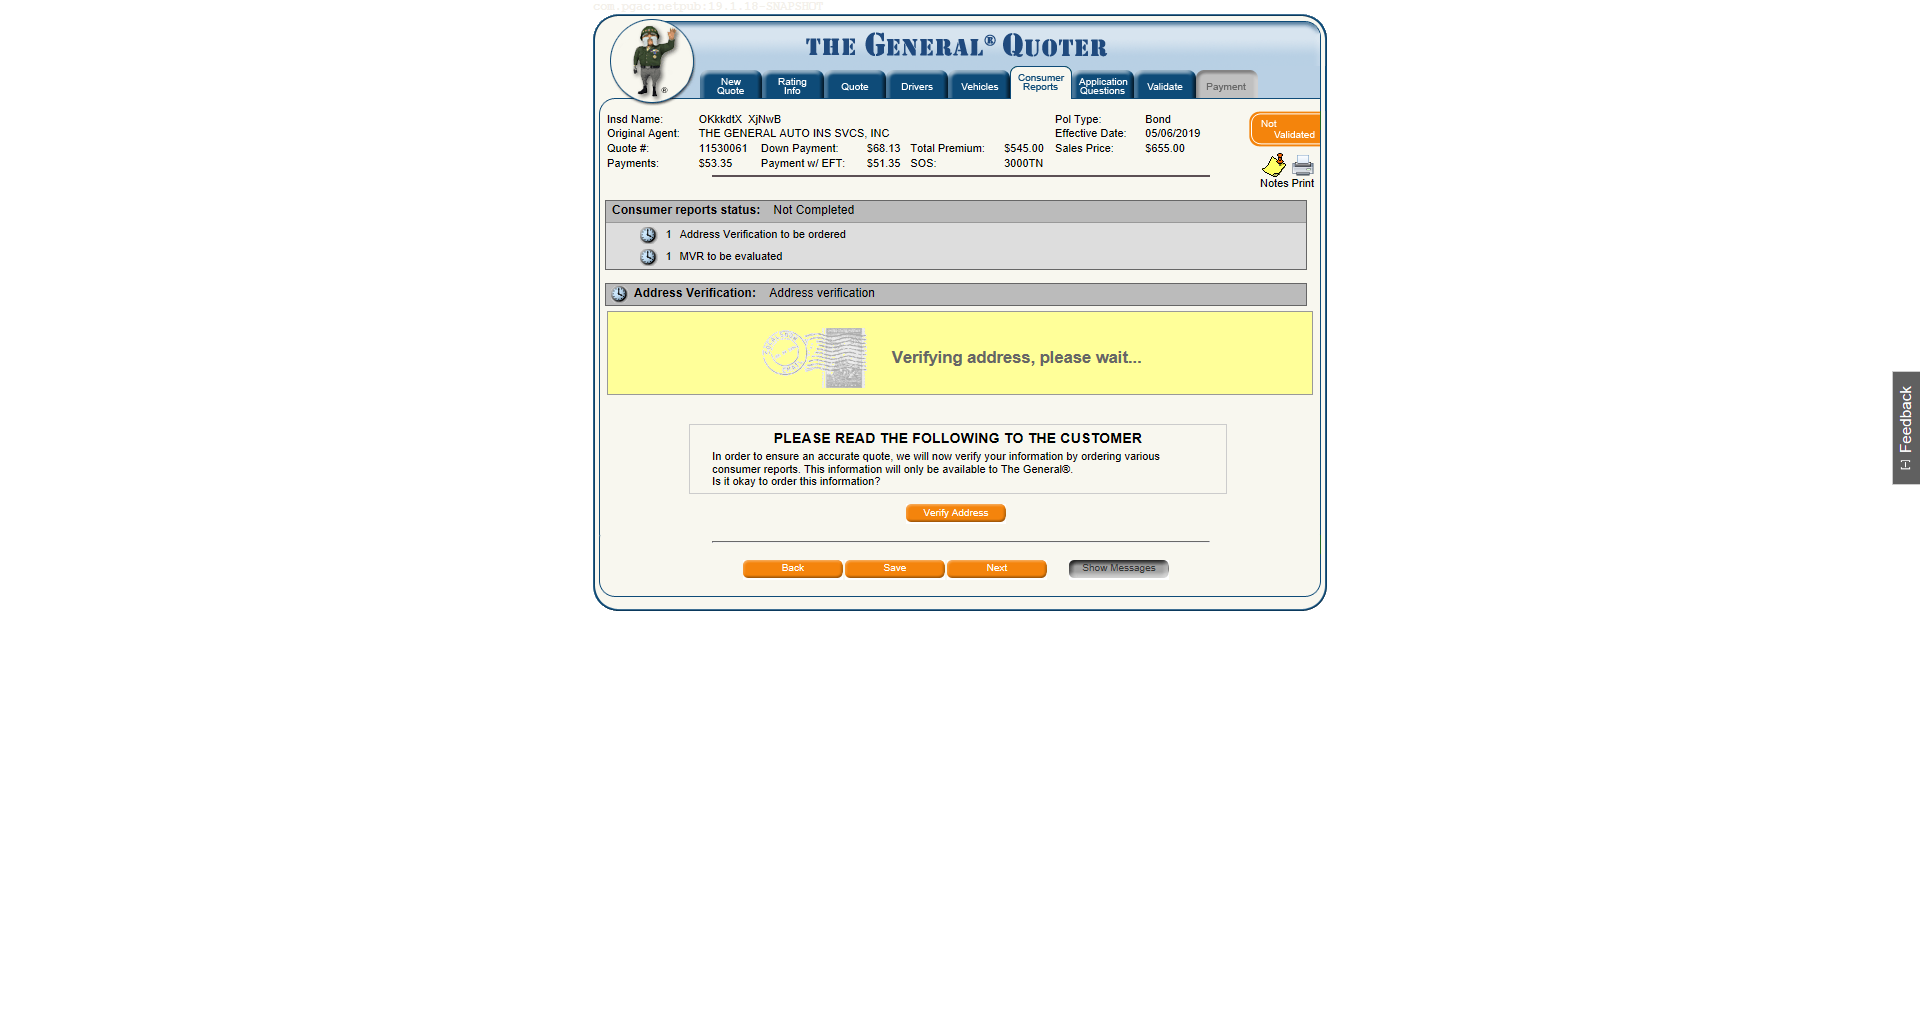 com.pgac:netpub:19.1.18-SNAPSHOT
THE GENERAL® QUOTER
New Quote
Rating Info
Quote
Drivers
Vehicles
Consumer Reports
Application Questions
Validate
Payment
Insd Name: OKkkdtX XjNwB Pol Type: Bond
Original Agent: THE GENERAL AUTO INS SVCS, INC Effective Date: 05/06/2019
Quote #: 11530061 Down Payment: $68.13 Total Premium: $545.00 Sales Price: $655.00
Payments: $53.35 Payment w/ EFT: $51.35 SOS: 3000TN
Not Validated
Notes Print
Consumer reports status: Not Completed
1 Address Verification to be ordered
1 MVR to be evaluated
Address Verification: Address verification
Verifying address, please wait...
PLEASE READ THE FOLLOWING TO THE CUSTOMER
In order to ensure an accurate quote, we will now verify your information by ordering various
consumer reports. This information will only be available to The General®.
Is it okay to order this information?
Verify Address
Back Save Next Show Messages
[-] Feedback